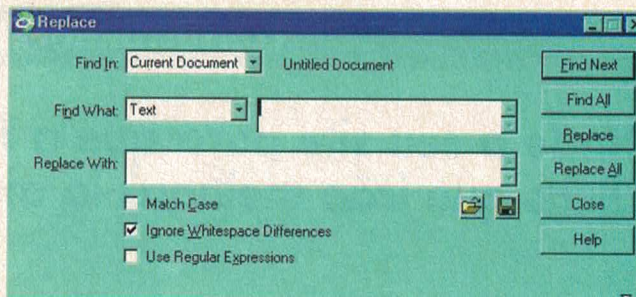 Replace
Find In: Current Document Untitled Document Find Next
Find All
Find What: Text
Replace
Replace With: Replace All
Match Case Close
Ignore Whitespace Differences
Help
Use Regular Expressions